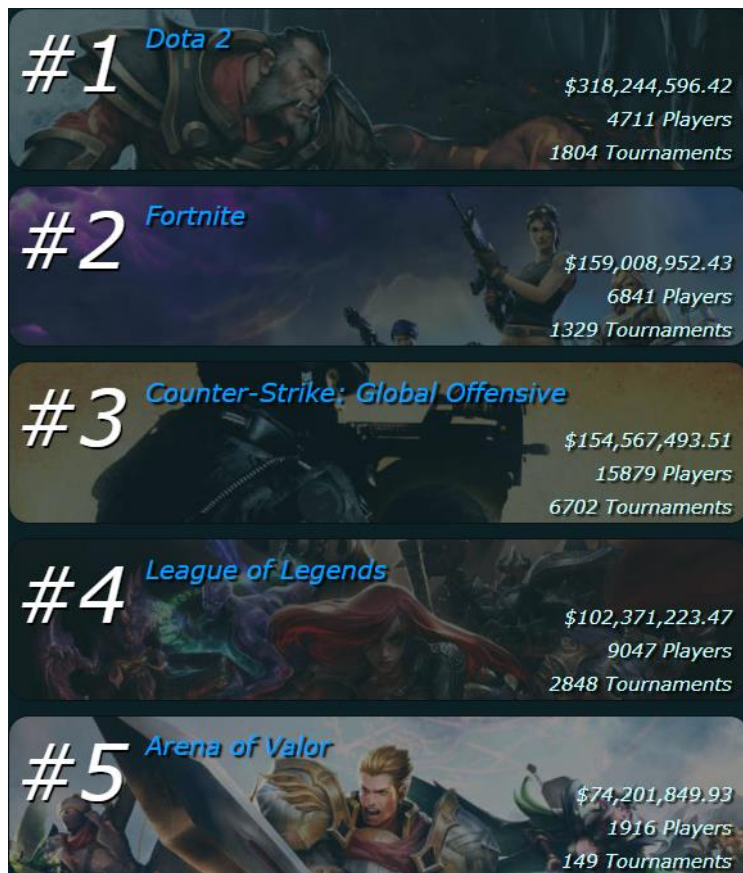 #1
Dota 2
$318,244,596.42
4711 Players
1804 Tournaments
#2
Fortnite
$159,008,952.43
6841 Players
1329 Tournaments
#3
Counter-Strike: Global Offensive
$154,567,493.51
15879 Players
6702 Tournaments
#4
League of Legends
$102,371,223.47
9047 Players
2848 Tournaments
#5
Arena of Valor
$74,201,849.93
1916 Players
149 Tournaments